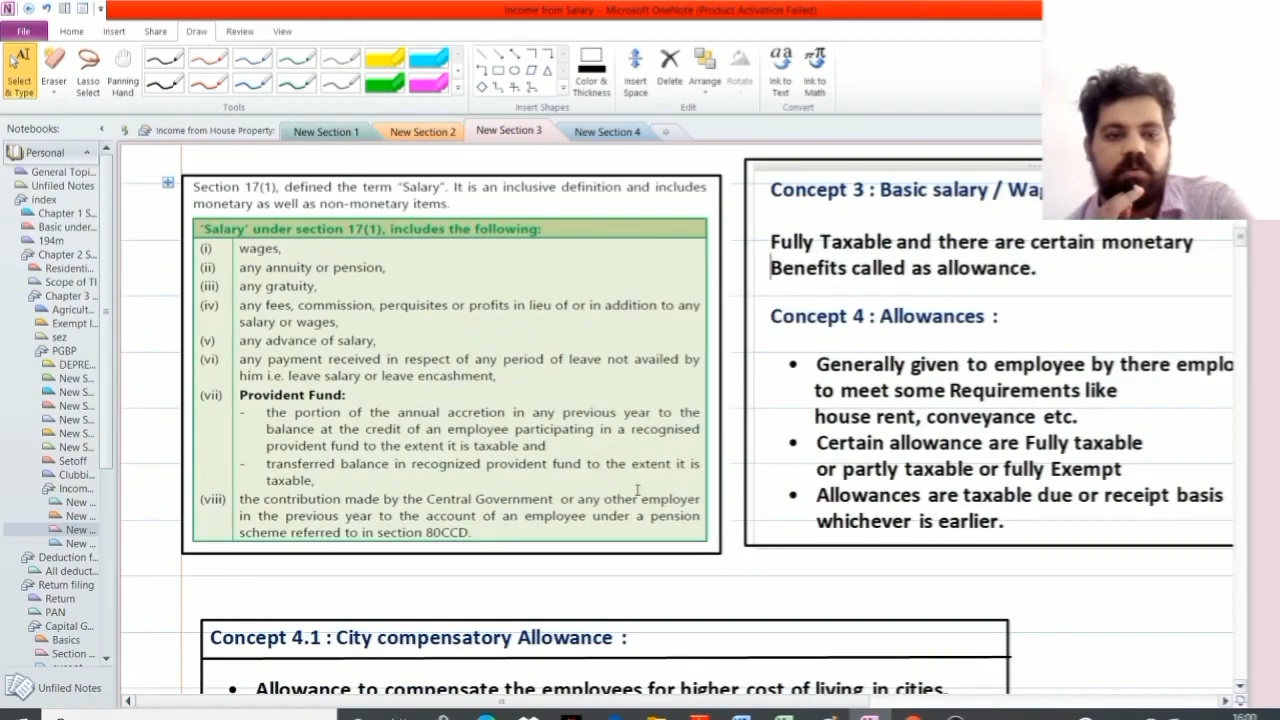 Income from Salary - Microsoft OneNote (Product Activation Failed)
File
Home
Insert
Share
Draw
Review
View
Select & Type
Eraser
Lasso Select
Panning Hand
Color & Thickness
Insert Space
Delete
Arrange
Rotate
Ink to Text
Ink to Math
Tools
Insert Shapes
Edit
Convert
Notebooks:
Income from House Property:
New Section 1
New Section 2
New Section 3
New Section 4
Personal
General Topi...
Unfiled Notes
index
Chapter 1 S...
Basic under...
194m
Chapter 2 S...
Residenti...
Scope of TI
Chapter 3 ...
Agricult...
Exempt I...
sez
PGBP
DEPRE...
New S...
New S...
New S...
New S...
New S...
Setoff
Clubbi...
Incom...
New ...
New ...
New ...
New ...
Deduction f...
All deduct...
Return filing
Return
PAN
Capital G...
Basics
Section ...
Unfiled Notes
Section 17(1), defined the term "Salary". It is an inclusive definition and includes
monetary as well as non-monetary items.
'Salary' under section 17(1), includes the following:
(i) wages,
(ii) any annuity or pension,
(iii) any gratuity,
(iv) any fees, commission, perquisites or profits in lieu of or in addition to any
salary or wages,
(v) any advance of salary,
(vi) any payment received in respect of any period of leave not availed by
him i.e. leave salary or leave encashment,
(vii) Provident Fund:
- the portion of the annual accretion in any previous year to the
balance at the credit of an employee participating in a recognised
provident fund to the extent it is taxable and
- transferred balance in recognized provident fund to the extent it is
taxable,
(viii) the contribution made by the Central Government or any other employer
in the previous year to the account of an employee under a pension
scheme referred to in section 80CCD.
Concept 3 : Basic salary / Wa
Fully Taxable and there are certain monetary
Benefits called as allowance.
Concept 4 : Allowances :
• Generally given to employee by there emplo
to meet some Requirements like
house rent, conveyance etc.
• Certain allowance are Fully taxable
or partly taxable or fully Exempt
• Allowances are taxable due or receipt basis
whichever is earlier.
Concept 4.1 : City compensatory Allowance :
• Allowance to compensate the employees for higher cost of living in cities.
16:00